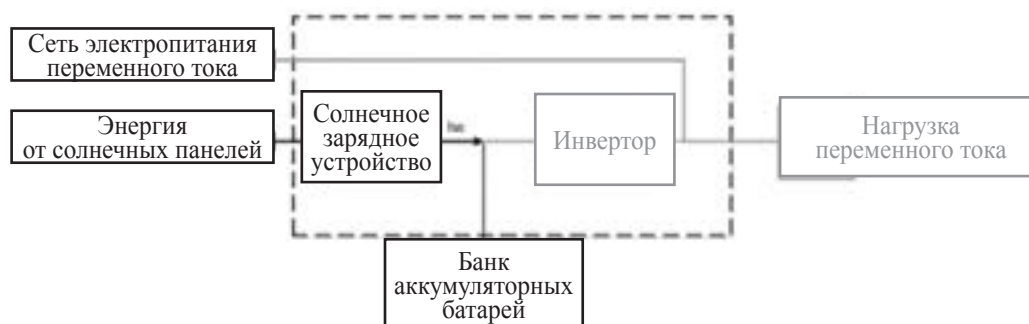 Сеть электропитания
переменного тока
Энергия
от солнечных панелей
Солнечное
зарядное
устройство
Инвертор
Нагрузка
переменного тока
Банк
аккумуляторных
батарей